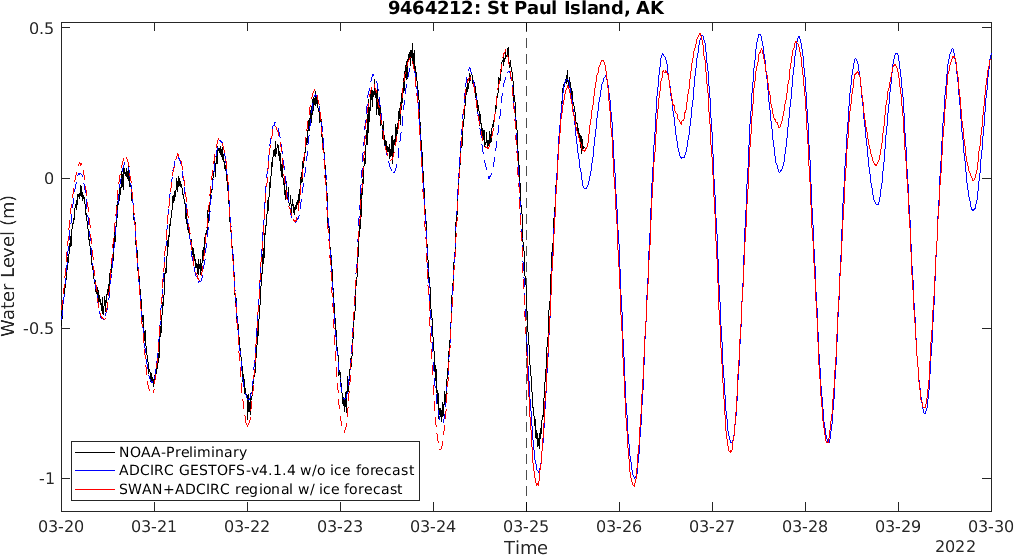 9464212: St Paul Island, AK
Water Level (m)
0.5
0
-0.5
-1
NOAA-Preliminary
ADCIRC GESTOFS-v4.1.4 w/o ice forecast
SWAN+ADCIRC regional w/ ice forecast
03-20 03-21 03-22 03-23 03-24 03-25 03-26 03-27 03-28 03-29 03-30
Time
2022